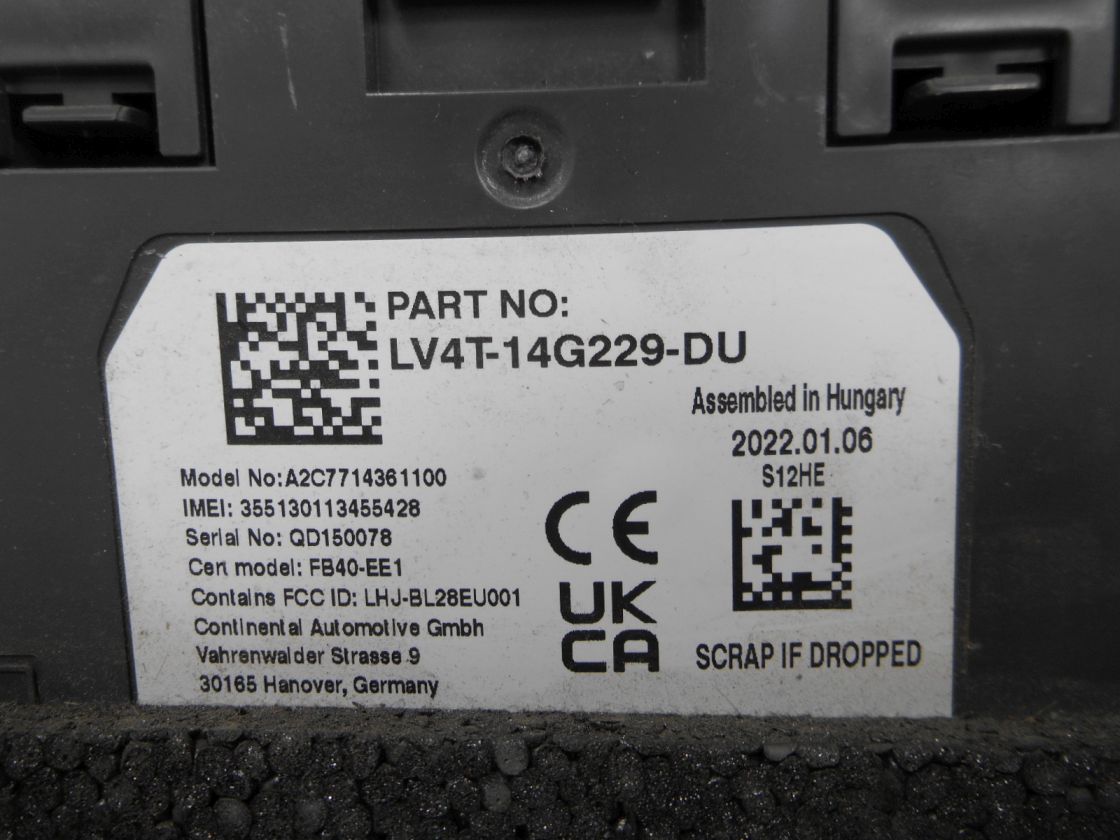 PART NO:
LV4T-14G229-DU
Assembled in Hungary
2022.01.06
S12HE
Model No:A2C7714361100
IMEI: 355130113455428
Serial No: QD150078
Cert model: FB40-EE1
Contains FCC ID: LHJ-BL28EU001
Continental Automotive Gmbh
Vahrenwalder Strasse 9
30165 Hanover, Germany
CE
UK
CA
SCRAP IF DROPPED